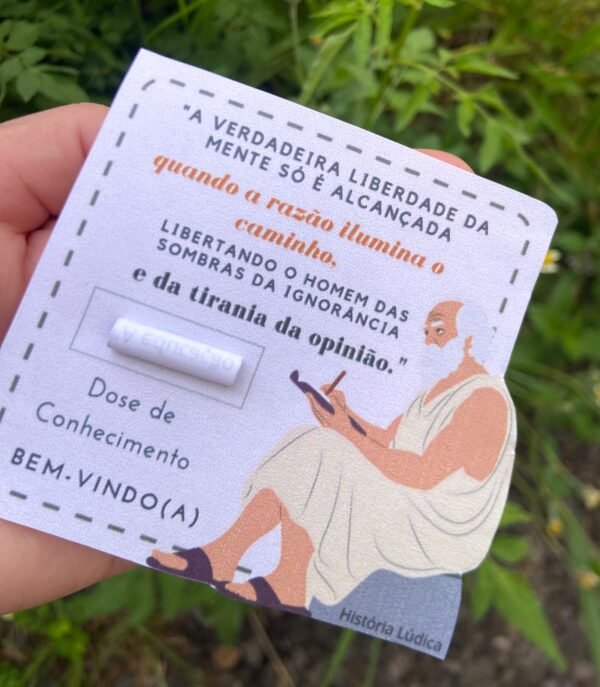 "A VERDADEIRA LIBERDADE DA
MENTE SÓ É ALCANÇADA
quando a razão ilumina o
caminho,
LIBERTANDO O HOMEM DAS
SOMBRAS DA IGNORÂNCIA
e da tirania da opinião."
Dose de
Conhecimento
BEM-VINDO(A)
História Lúdica